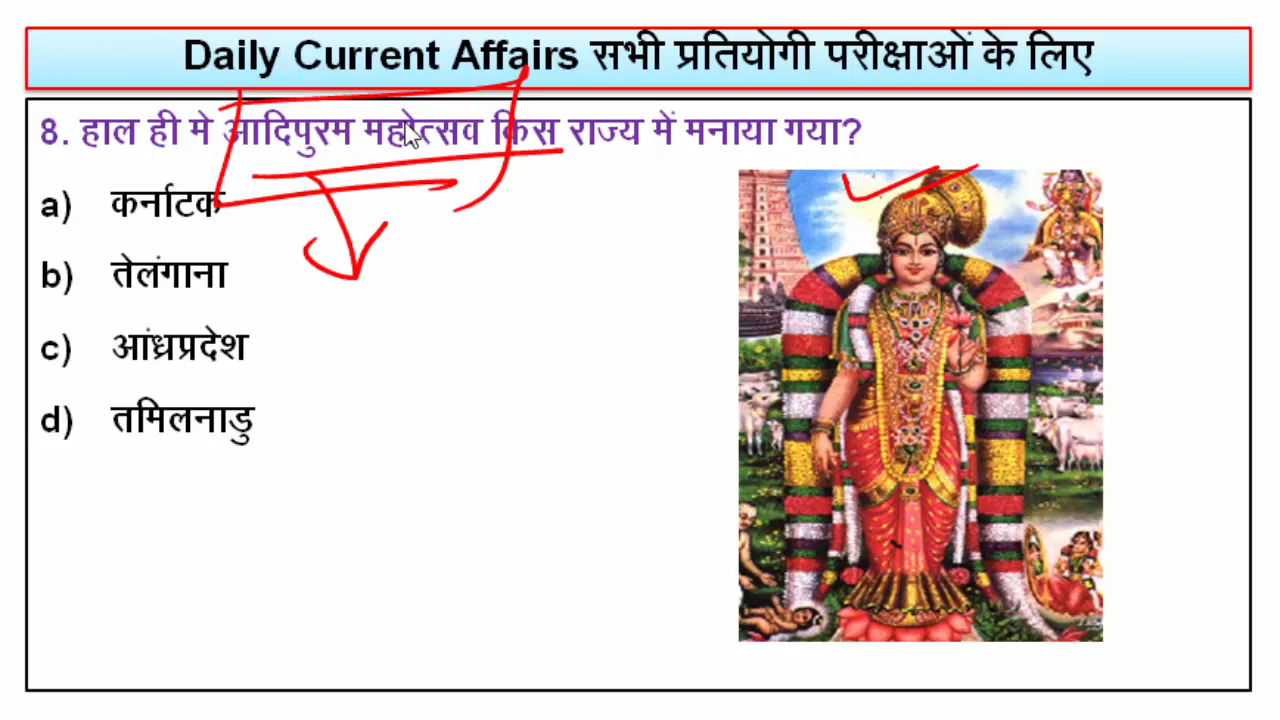 Daily Current Affairs सभी प्रतियोगी परीक्षाओं के लिए
8. हाल ही मे आदिपुरम महोत्सव किस राज्य में मनाया गया?
a) कर्नाटक
b) तेलंगाना
c) आंध्रप्रदेश
d) तमिलनाडु